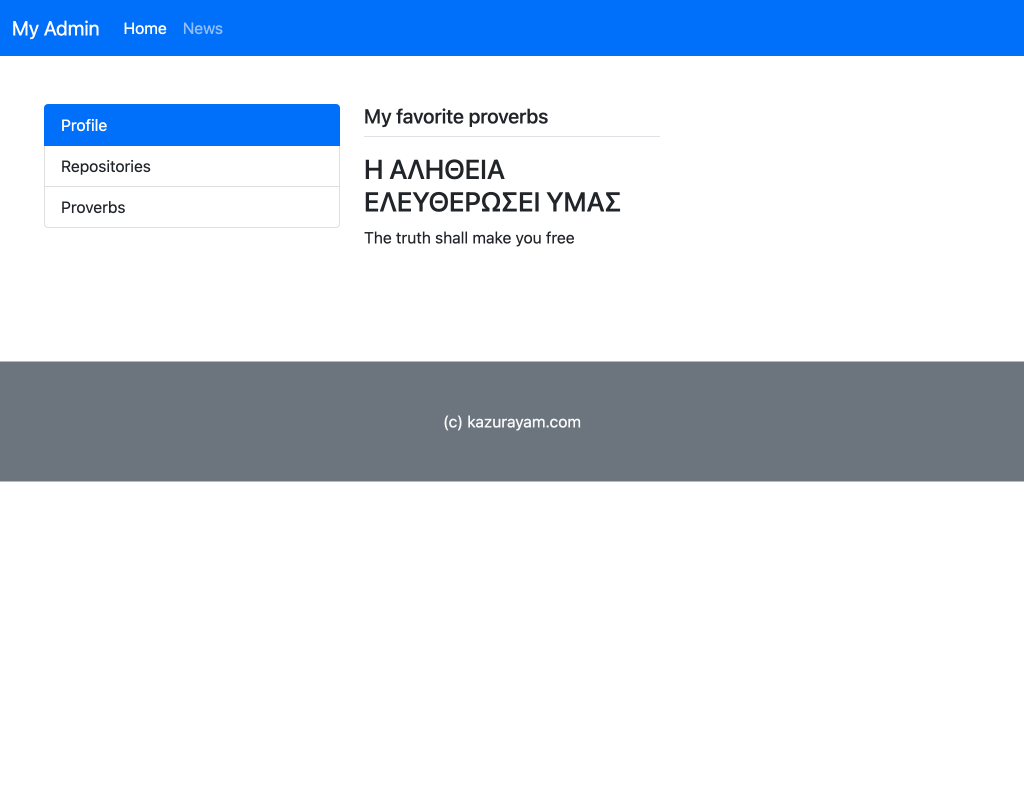 My Admin Home News
Profile
Repositories
Proverbs
My favorite proverbs
Η ΑΛΗΘΕΙΑ
ΕΛΕΥΘΕΡΩΣΕΙ ΥΜΑΣ
The truth shall make you free
(c) kazurayam.com